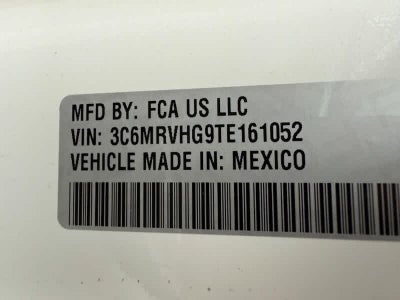 MFD BY: FCA US LLC
VIN: 3C6MRVHG9TE161052
VEHICLE MADE IN: MEXICO